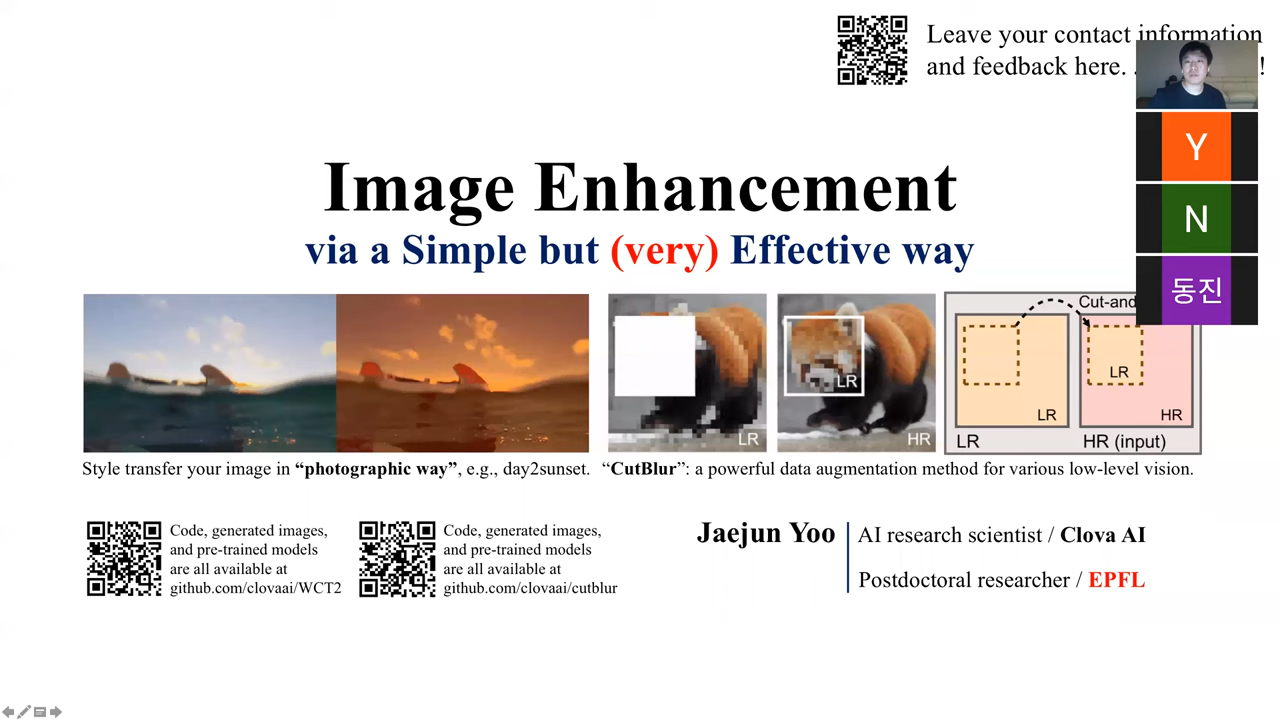 Leave your contact information
and feedback here. . !
Image Enhancement
via a Simple but (very) Effective way
Y
N
동진
LR
LR
HR
Cut-and
LR
LR
HR
LR
HR (input)
Style transfer your image in “photographic way”, e.g., day2sunset.
“CutBlur”: a powerful data augmentation method for various low-level vision.
Code, generated images,
and pre-trained models
are all available at
github.com/clovaai/WCT2
Code, generated images,
and pre-trained models
are all available at
github.com/clovaai/cutblur
Jaejun Yoo
AI research scientist / Clova AI
Postdoctoral researcher / EPFL